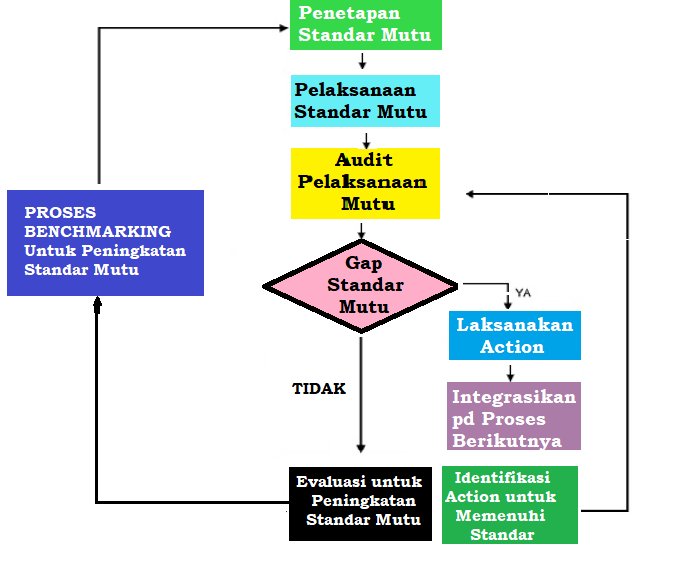 Penetapan
Standar Mutu
Pelaksanaan
Standar Mutu
Audit
Pelaksanaan
Mutu
PROSES
BENCHMARKING
Untuk Peningkatan
Standar Mutu
Gap
Standar
Mutu
YA
Laksanakan
Action
TIDAK
Integrasikan
pd Proses
Berikutnya
Evaluasi untuk
Peningkatan
Standar Mutu
Identifikasi
Action untuk
Memenuhi
Standar